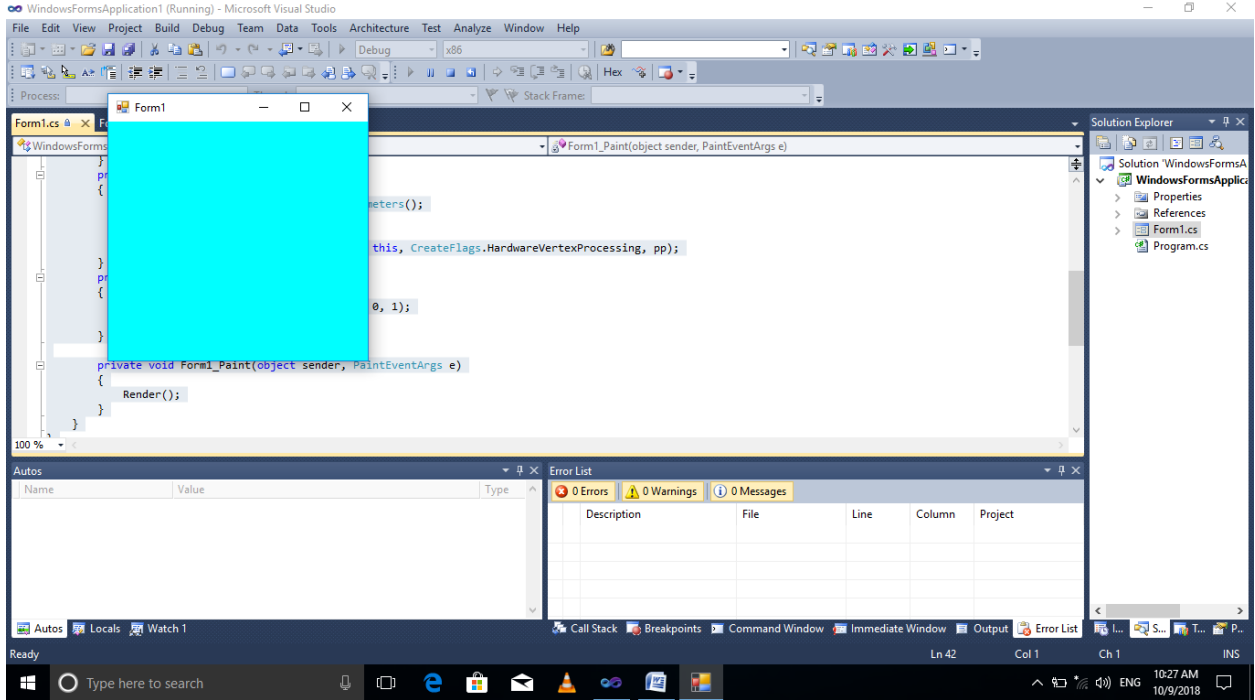 WindowsFormsApplication1 (Running) - Microsoft Visual Studio
File Edit View Project Build Debug Team Data Tools Architecture Test Analyze Window Help
Debug x86
Hex
Process: Stack Frame:
Form1
Form1.cs
WindowsForms Form1_Paint(object sender, PaintEventArgs e)
}
{
meters();
this, CreateFlags.HardwareVertexProcessing, pp);
}
{
0, 1);
}
private void Form1_Paint(object sender, PaintEventArgs e)
{
Render();
}
}
100 %
Solution Explorer
Solution 'WindowsFormsA
WindowsFormsApplica
Properties
References
Form1.cs
Program.cs
Autos
Name Value Type
Error List
0 Errors 0 Warnings 0 Messages
Description File Line Column Project
Autos Locals Watch 1
Call Stack Breakpoints Command Window Immediate Window Output Error List
I... S... T... P...
Ready Ln 42 Col 1 Ch 1 INS
Type here to search
ENG
10:27 AM
10/9/2018